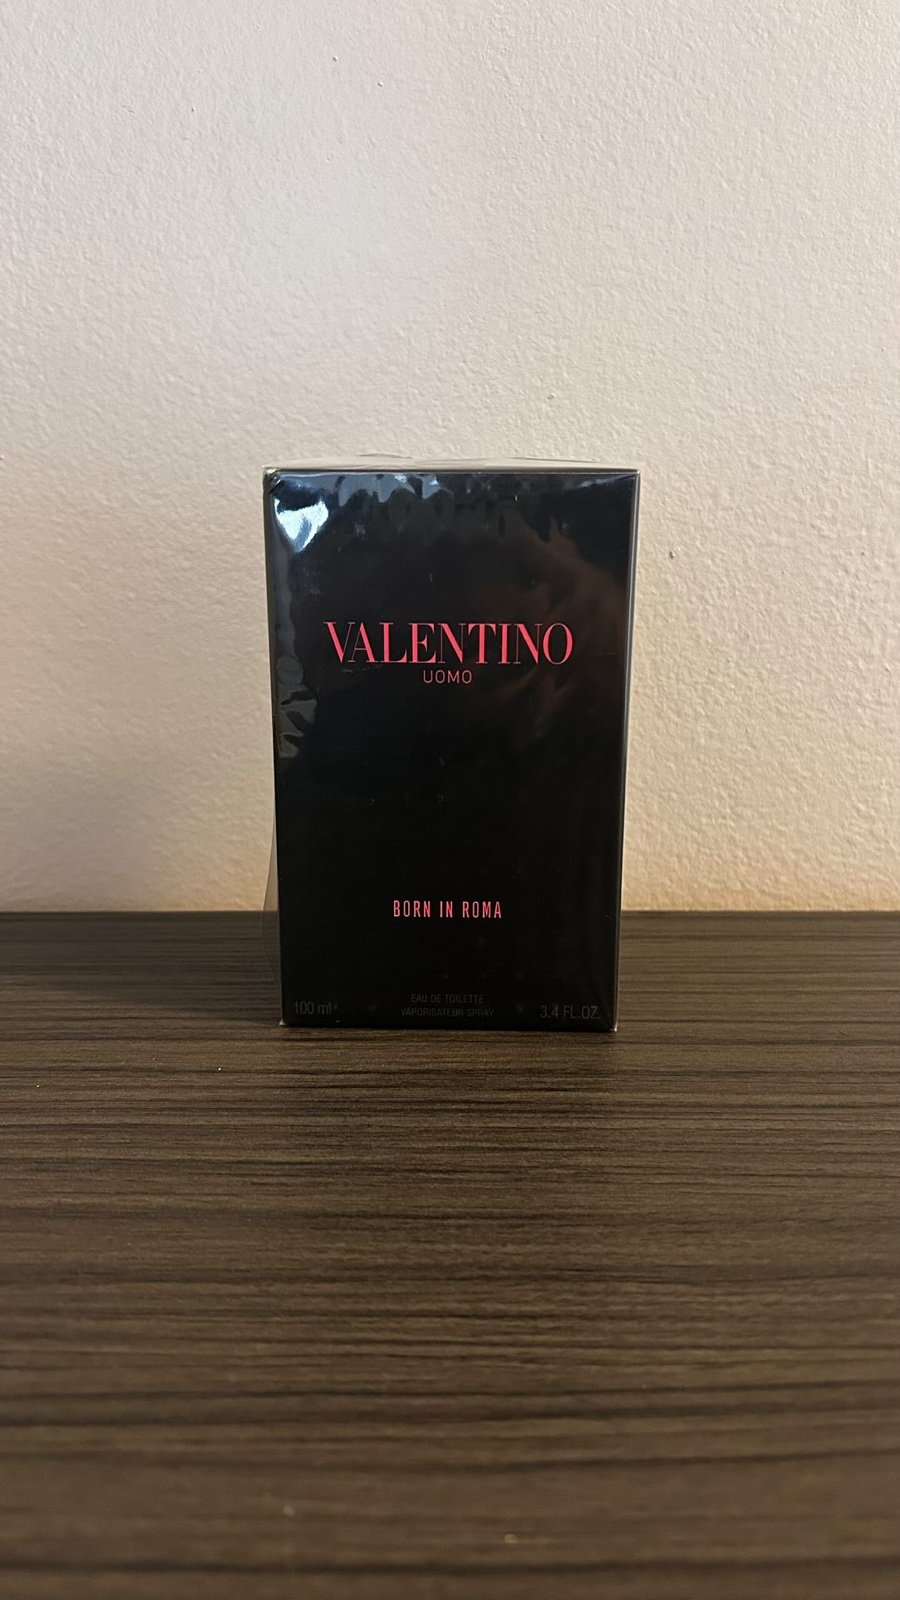 VALENTINO
UOMO
BORN IN ROMA
EAU DE TOILETTE
100 ml VAPORISATEUR SPRAY 3.4 FL.OZ